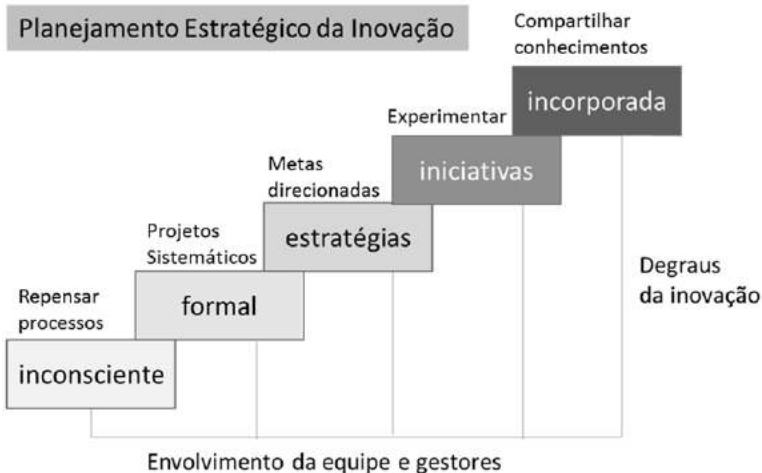 Planejamento Estratégico da Inovação
Compartilhar
conhecimentos
incorporada
Experimentar
iniciativas
Metas
direcionadas
estratégias
Projetos
Sistemáticos
formal
Repensar
processos
inconsciente
Degraus
da inovação
Envolvimento da equipe e gestores